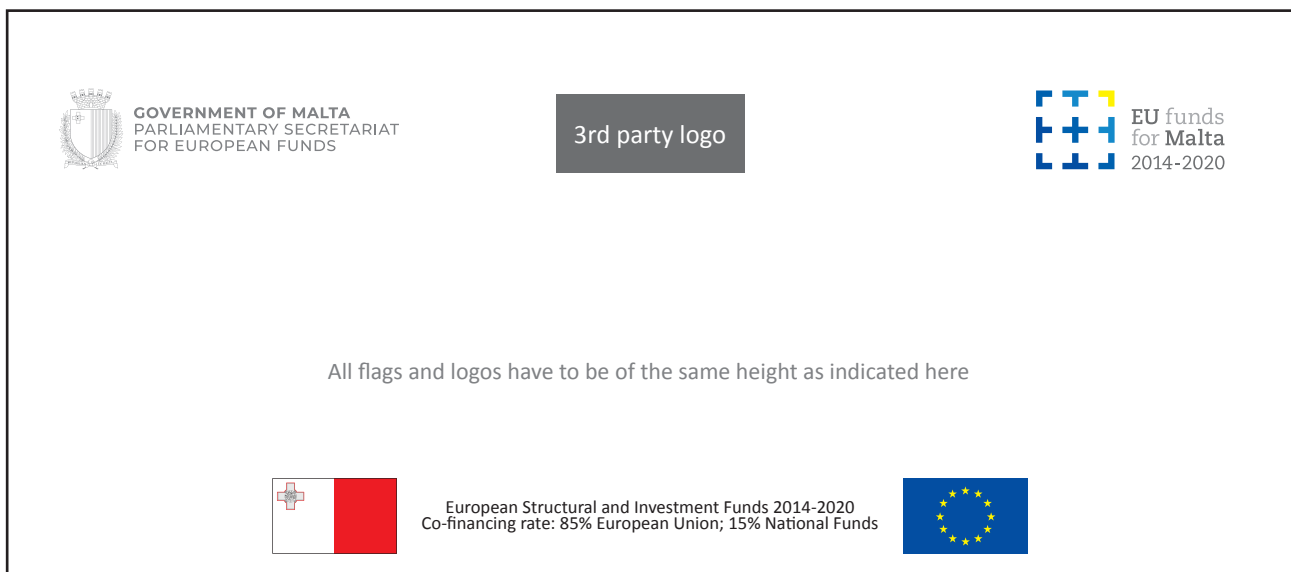 GOVERNMENT OF MALTA
PARLIAMENTARY SECRETARIAT
FOR EUROPEAN FUNDS
3rd party logo
EU funds
for Malta
2014-2020
All flags and logos have to be of the same height as indicated here
European Structural and Investment Funds 2014-2020
Co-financing rate: 85% European Union; 15% National Funds